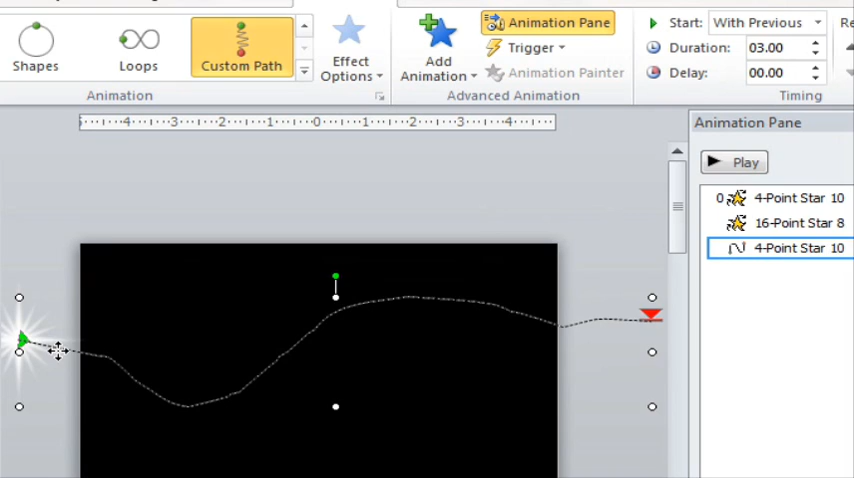 Animation Pane
Start: With Previous
Re
Shapes
Loops
Custom Path
Effect
Options
Add
Animation
Trigger
Animation Painter
Duration: 03.00
Delay: 00.00
Animation
Advanced Animation
Timing
4 3 2 1 0 1 2 3 4
Animation Pane
Play
0 4-Point Star 10
16-Point Star 8
4-Point Star 10